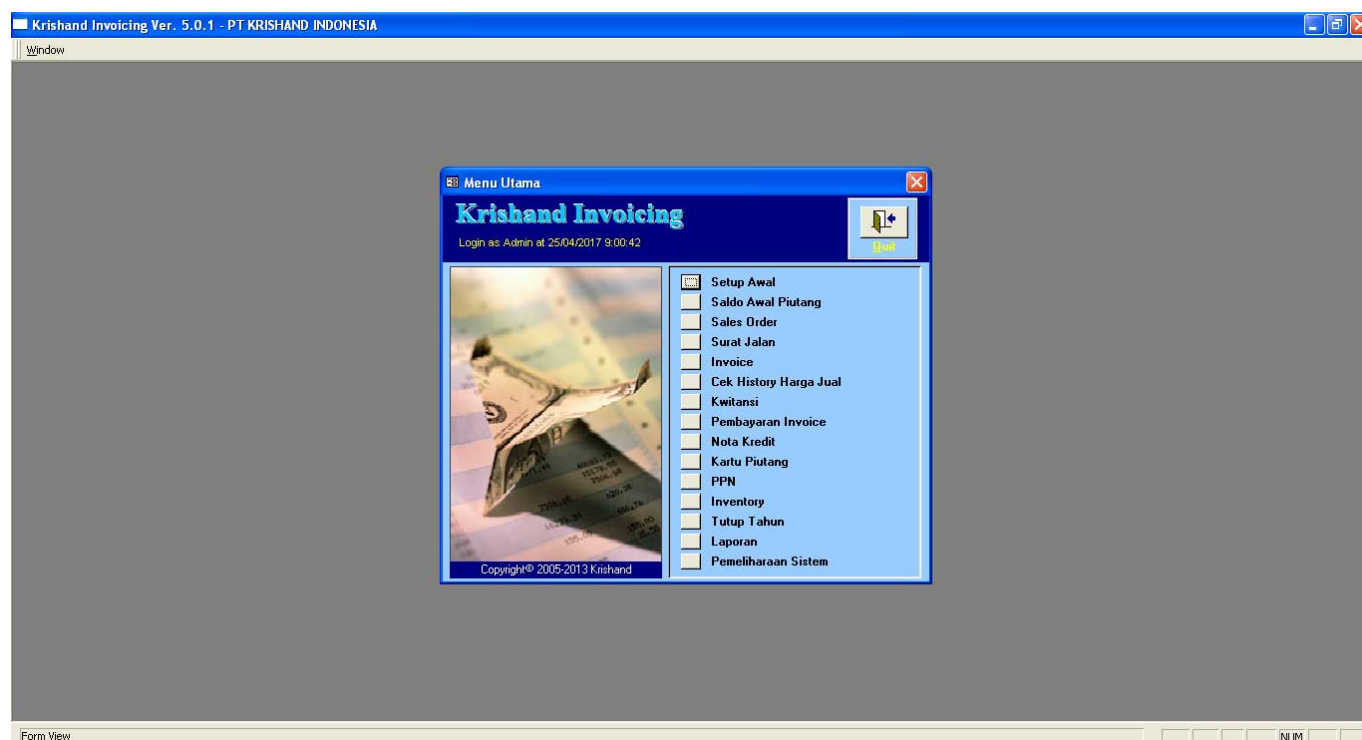 Krishand Invoicing Ver. 5.0.1 - PT KRISHAND INDONESIA
Window
Menu Utama
Krishand Invoicing
Login as Admin at 25/04/2017 9:00:42
Quit
Setup Awal
Saldo Awal Piutang
Sales Order
Surat Jalan
Invoice
Cek History Harga Jual
Kwitansi
Pembayaran Invoice
Nota Kredit
Kartu Piutang
PPN
Inventory
Tutup Tahun
Laporan
Pemeliharaan Sistem
Copyright© 2005-2013 Krishand
Form View
NUM